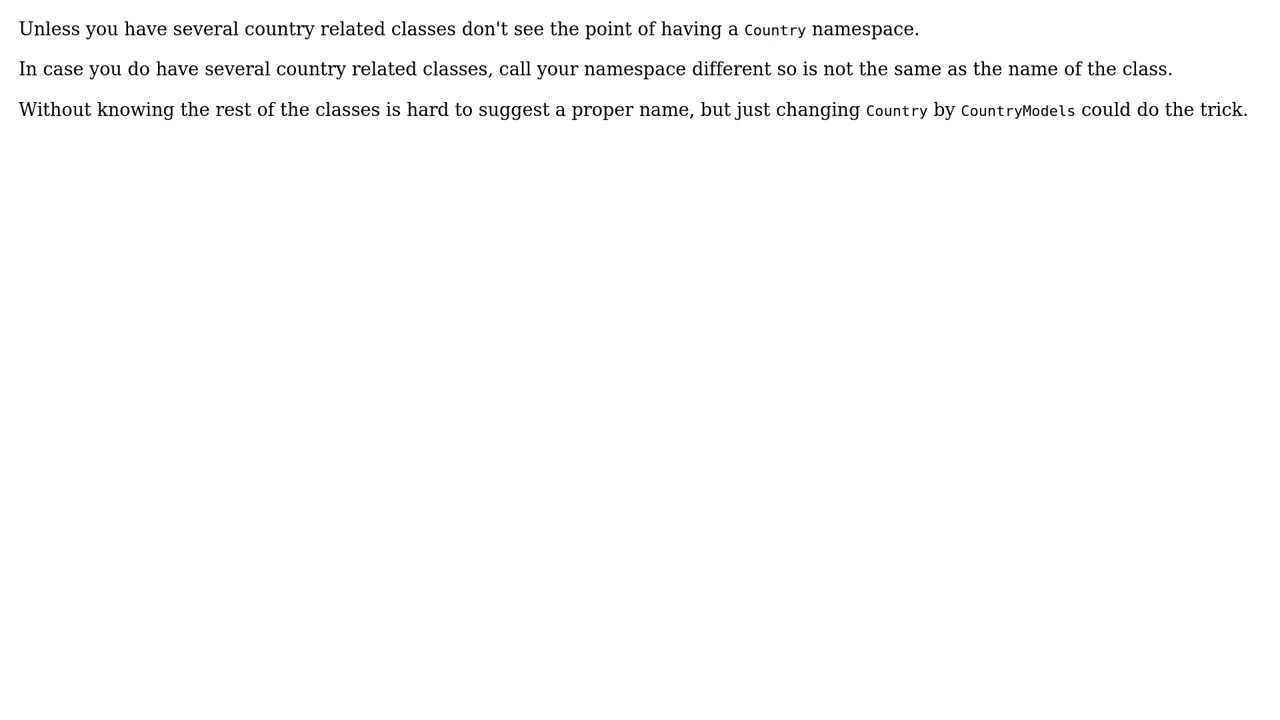 Unless you have several country related classes don't see the point of having a Country namespace.
In case you do have several country related classes, call your namespace different so is not the same as the name of the class.
Without knowing the rest of the classes is hard to suggest a proper name, but just changing Country by CountryModels could do the trick.